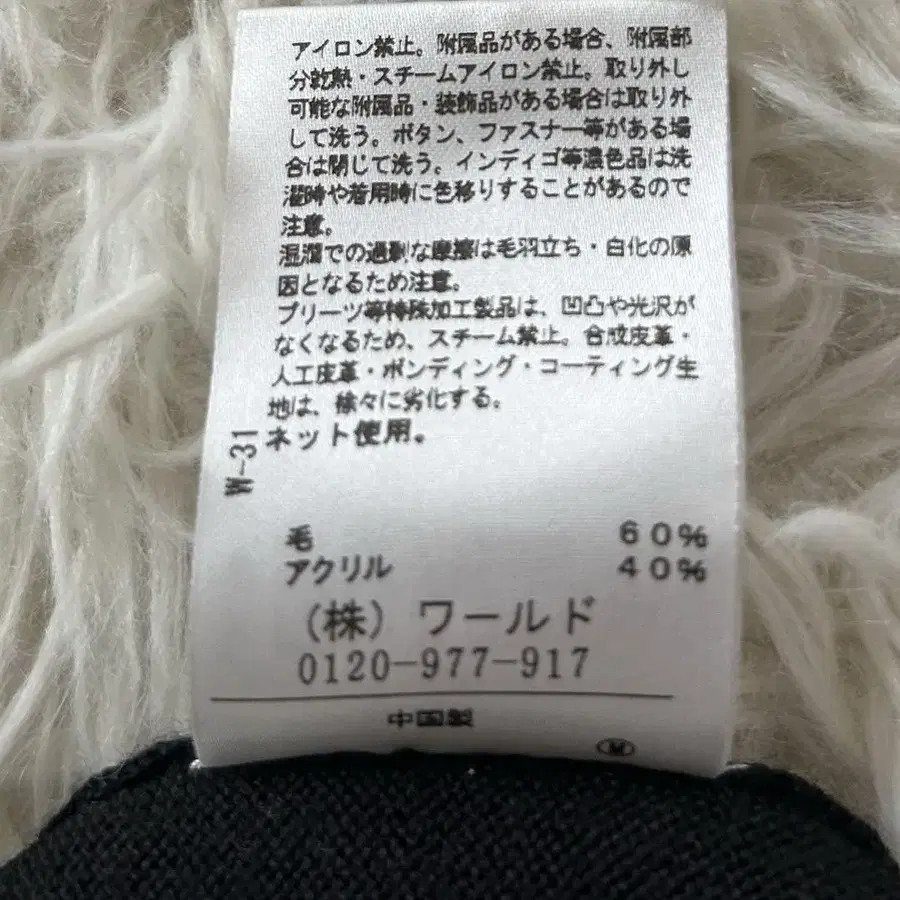 アイロン禁止。附属品がある場合、附属部
分乾熱・スチームアイロン禁止。取り外し
可能な附属品・装飾品がある場合は取り外
して洗う。ボタン、ファスナー等がある場
合は閉じて洗う。インディゴ等濃色品は洗
濯時や着用時に色移りすることがあるので
注意。
湿潤での過剰な摩擦は毛羽立ち・白化の原
因となるため注意。
プリーツ等特殊加工製品は、凹凸や光沢が
なくなるため、スチーム禁止。合成皮革・
人工皮革・ボンディング・コーティング生
地は、徐々に劣化する。
ネット使用。
W-31
毛 60%
アクリル 40%
（株）ワールド
0120-977-917
中国製
M